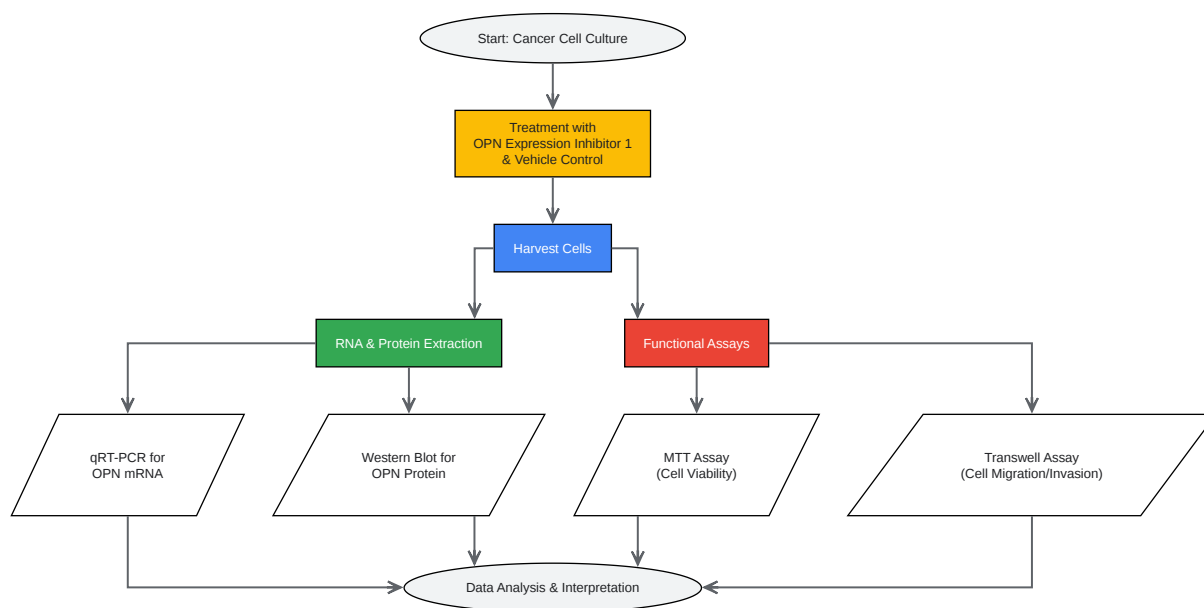 Start: Cancer Cell Culture
Treatment with
OPN Expression Inhibitor 1
& Vehicle Control
Harvest Cells
RNA & Protein Extraction
Functional Assays
qRT-PCR for
OPN mRNA
Western Blot for
OPN Protein
MTT Assay
(Cell Viability)
Transwell Assay
(Cell Migration/Invasion)
Data Analysis & Interpretation